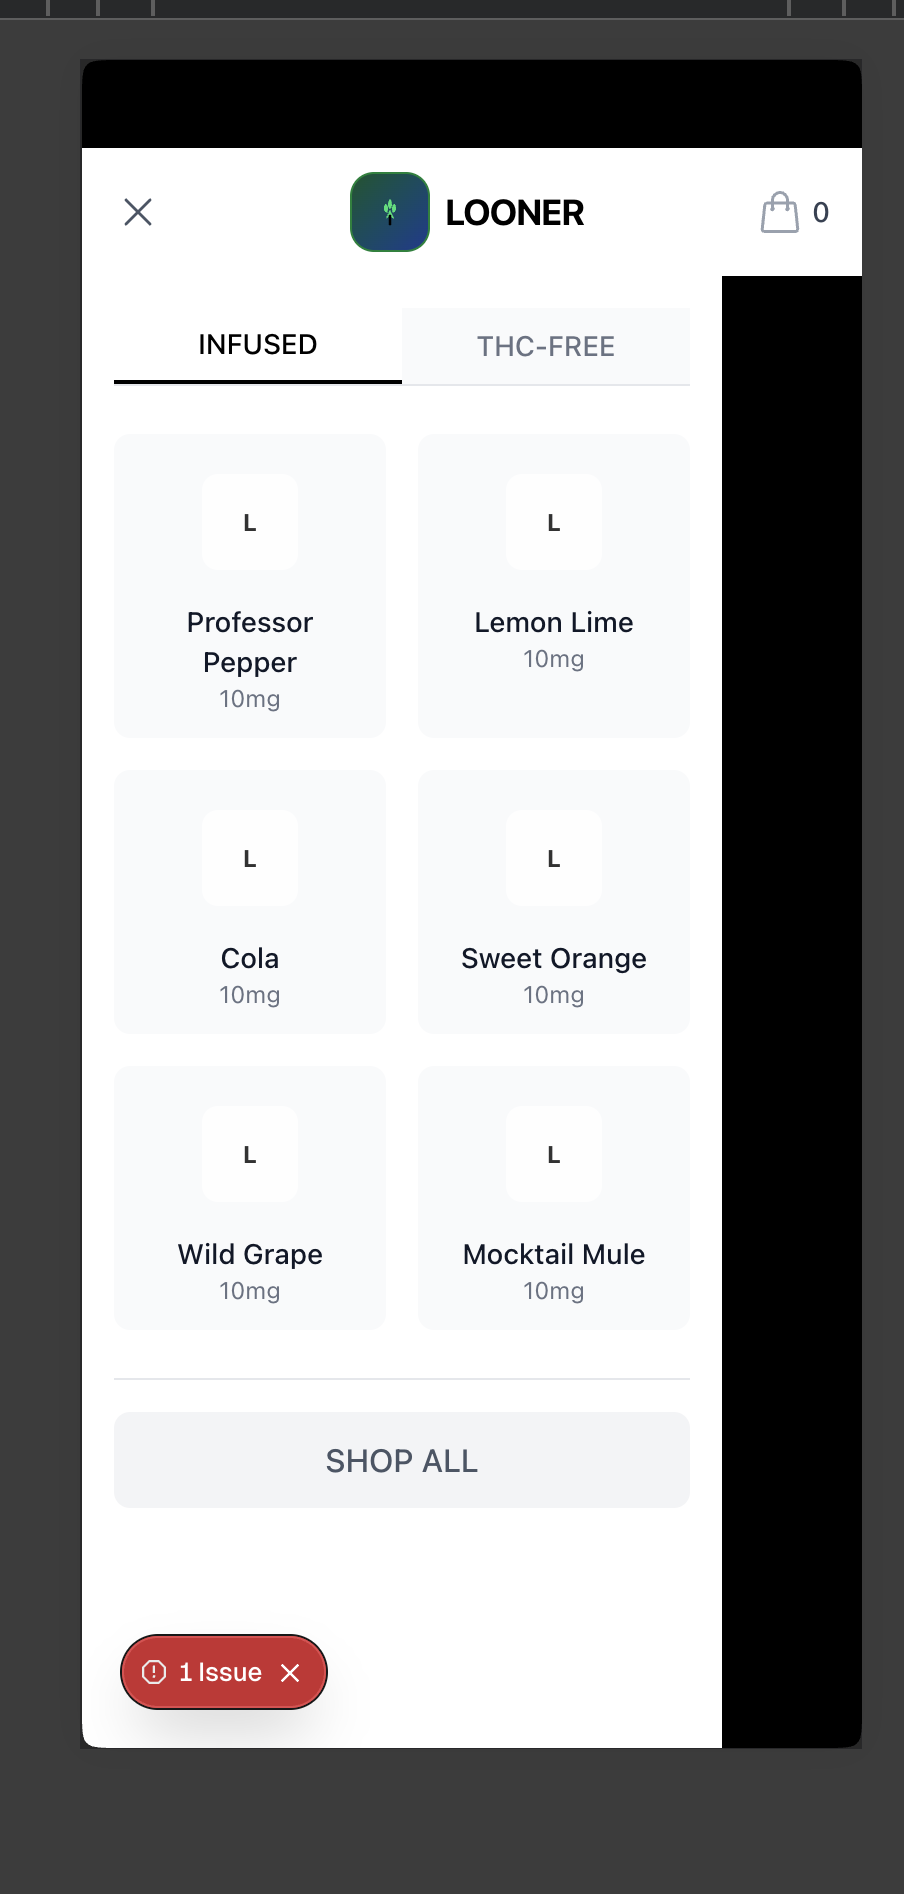 LOONER
0
INFUSED
THC-FREE
L
L
Professor
Pepper
10mg
Lemon Lime
10mg
L
L
Cola
10mg
Sweet Orange
10mg
L
L
Wild Grape
10mg
Mocktail Mule
10mg
SHOP ALL
1 Issue